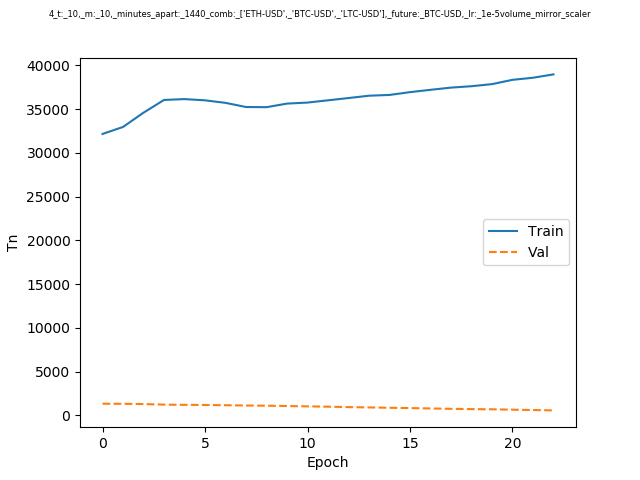 4_t:_10,_m:_10,_minutes_apart:_1440_comb:_['ETH-USD',_'BTC-USD',_'LTC-USD'],_future:_BTC-USD,_lr:_1e-5volume_mirror_scaler
40000
35000
30000
25000
20000
15000
10000
5000
0
Tn
Train
Val
0 5 10 15 20
Epoch